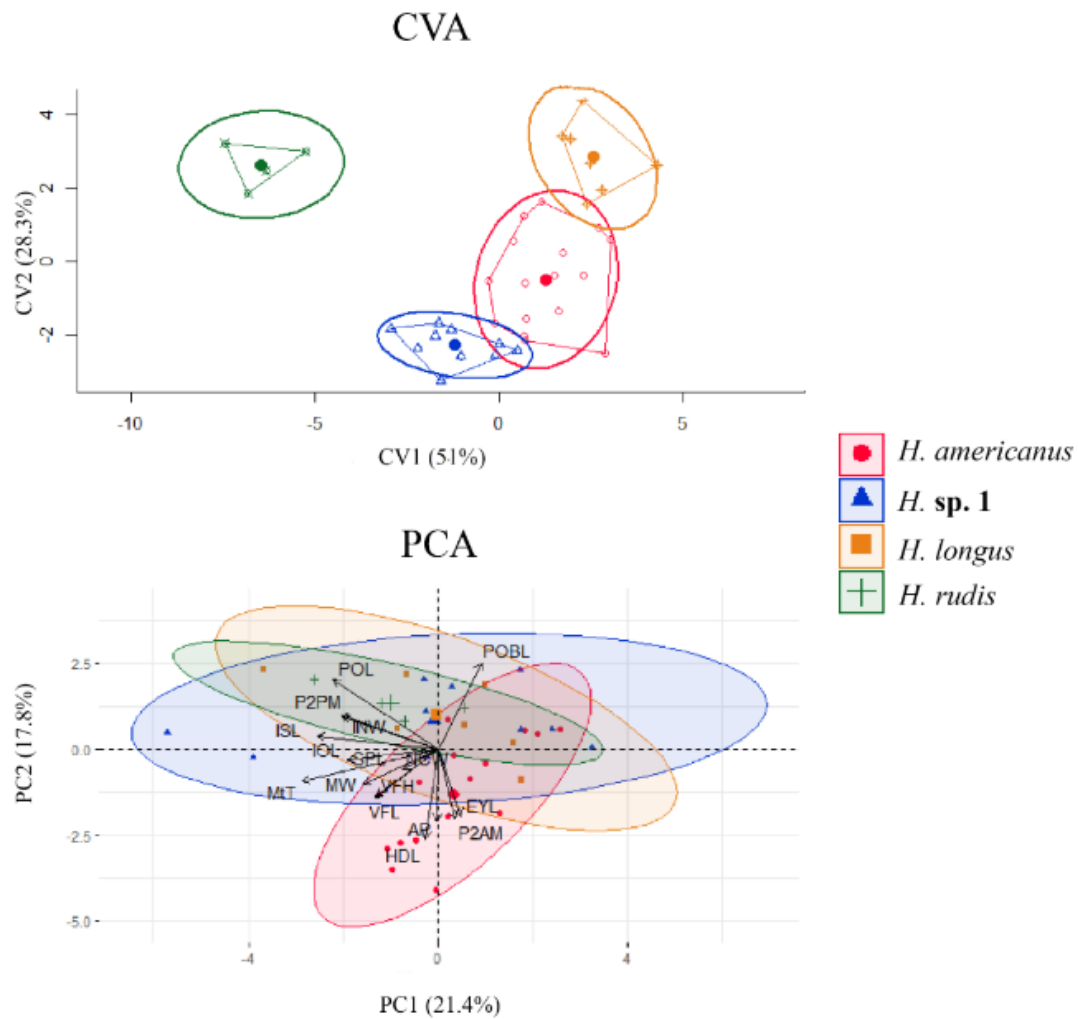 CVA
4
2
0
-2
CV2 (28.3%)
-10
-5
0
5
CV1 (51%)
H. americanus
H. sp. 1
H. longus
H. rudis
PCA
2.5
0.0
-2.5
-5.0
PC2 (17.8%)
POBL
POL
P2PM
INW
ISL
IOL
SPL
MtT
MW
VFH
VFL
EYL
AP
P2AM
HDL
-4
0
4
PC1 (21.4%)